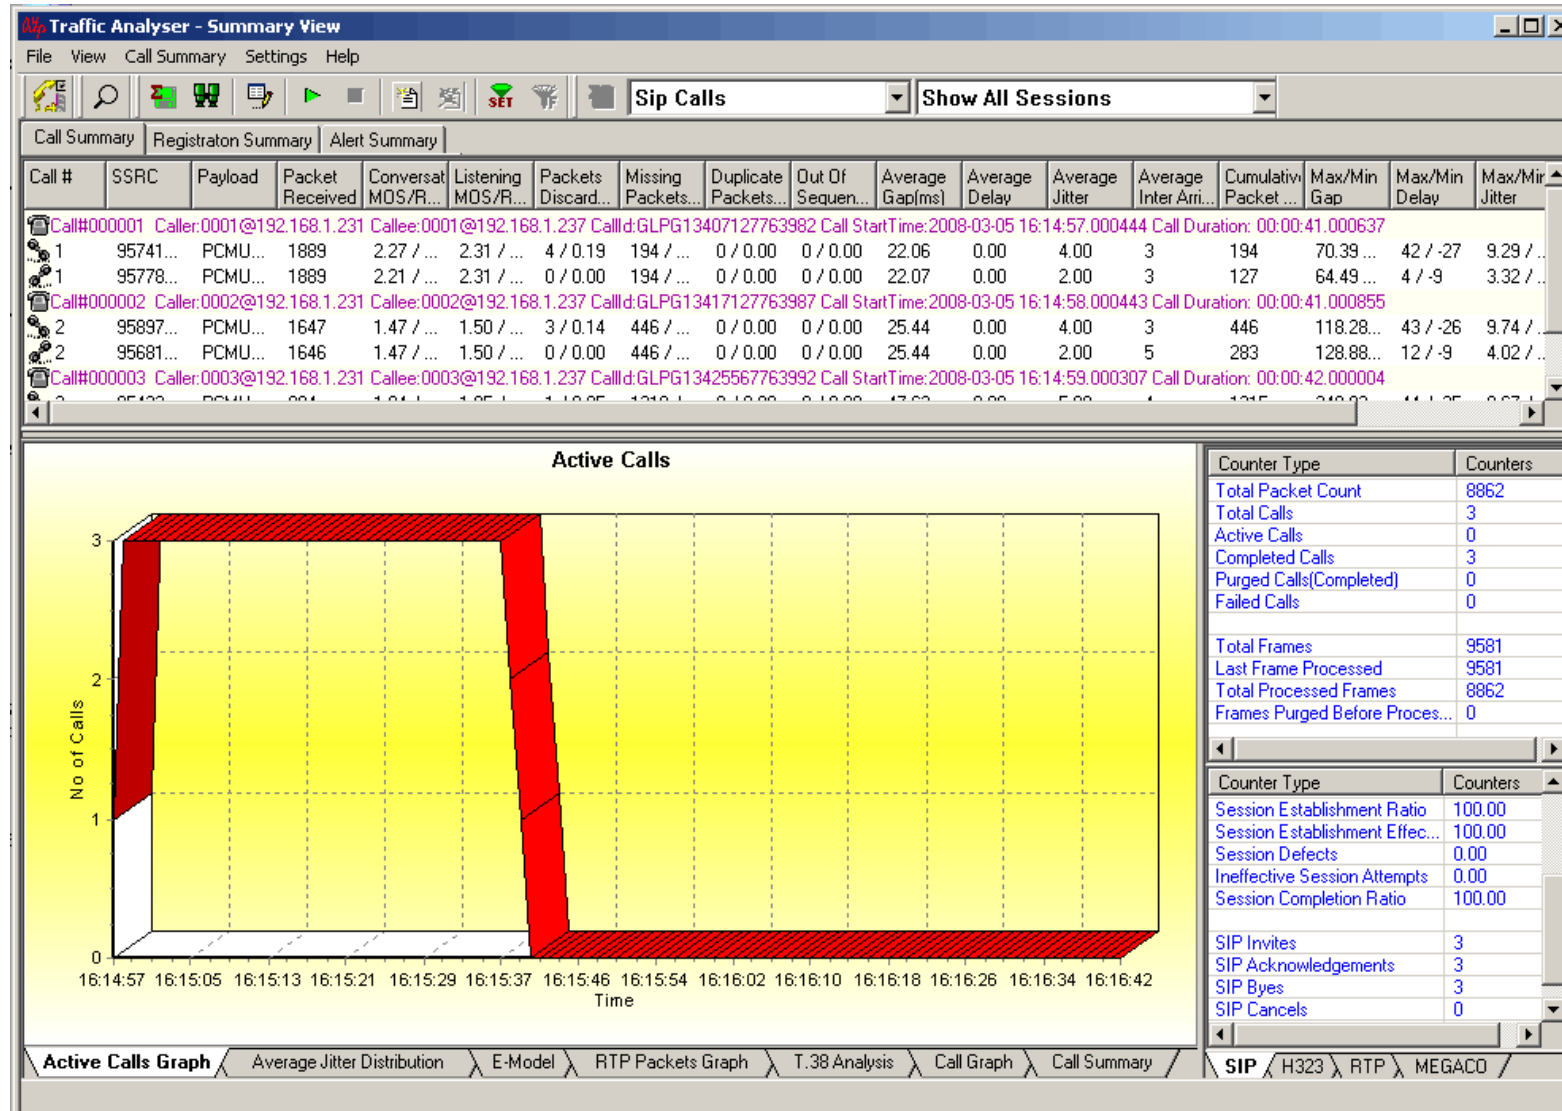 Traffic Analyser - Summary View
File View Call Summary Settings Help
SET Sip Calls Show All Sessions
Call Summary Registraton Summary Alert Summary
Call # SSRC Payload Packet Received Conversat MOS/R... Listening MOS/R... Packets Discard... Missing Packets... Duplicate Packets... Out Of Sequen... Average Gap(ms) Average Delay Average Jitter Average Inter Arri... Cumulativ Packet ... Max/Min Gap Max/Min Delay Max/Min Jitter
Call#000001 Caller:0001@192.168.1.231 Callee:0001@192.168.1.237 CallId:GLPG13407127763982 Call StartTime:2008-03-05 16:14:57.000444 Call Duration: 00:00:41.000637
1 95741... PCMU... 1889 2.27 / ... 2.31 / ... 4 / 0.19 194 / ... 0 / 0.00 0 / 0.00 22.06 0.00 4.00 3 194 70.39 ... 42 / -27 9.29 / ..
1 95778... PCMU... 1889 2.21 / ... 2.31 / ... 0 / 0.00 194 / ... 0 / 0.00 0 / 0.00 22.07 0.00 2.00 3 127 64.49 ... 4 / -9 3.32 / ..
Call#000002 Caller:0002@192.168.1.231 Callee:0002@192.168.1.237 CallId:GLPG13417127763987 Call StartTime:2008-03-05 16:14:58.000443 Call Duration: 00:00:41.000855
2 95897... PCMU... 1647 1.47 / ... 1.50 / ... 3 / 0.14 446 / ... 0 / 0.00 0 / 0.00 25.44 0.00 4.00 3 446 118.28... 43 / -26 9.74 / ..
2 95681... PCMU... 1646 1.47 / ... 1.50 / ... 0 / 0.00 446 / ... 0 / 0.00 0 / 0.00 25.44 0.00 2.00 5 283 128.88... 12 / -9 4.02 / ..
Call#000003 Caller:0003@192.168.1.231 Callee:0003@192.168.1.237 CallId:GLPG13425567763992 Call StartTime:2008-03-05 16:14:59.000307 Call Duration: 00:00:42.000004
Active Calls
No of Calls
3
2
1
0
16:14:57 16:15:05 16:15:13 16:15:21 16:15:29 16:15:37 16:15:46 16:15:54 16:16:02 16:16:10 16:16:18 16:16:26 16:16:34 16:16:42
Time
Active Calls Graph Average Jitter Distribution E-Model RTP Packets Graph T.38 Analysis Call Graph Call Summary
Counter Type Counters
Total Packet Count 8862
Total Calls 3
Active Calls 0
Completed Calls 3
Purged Calls(Completed) 0
Failed Calls 0
Total Frames 9581
Last Frame Processed 9581
Total Processed Frames 8862
Frames Purged Before Proces... 0
Counter Type Counters
Session Establishment Ratio 100.00
Session Establishment Effec... 100.00
Session Defects 0.00
Ineffective Session Attempts 0.00
Session Completion Ratio 100.00
SIP Invites 3
SIP Acknowledgements 3
SIP Byes 3
SIP Cancels 0
SIP H323 RTP MEGACO